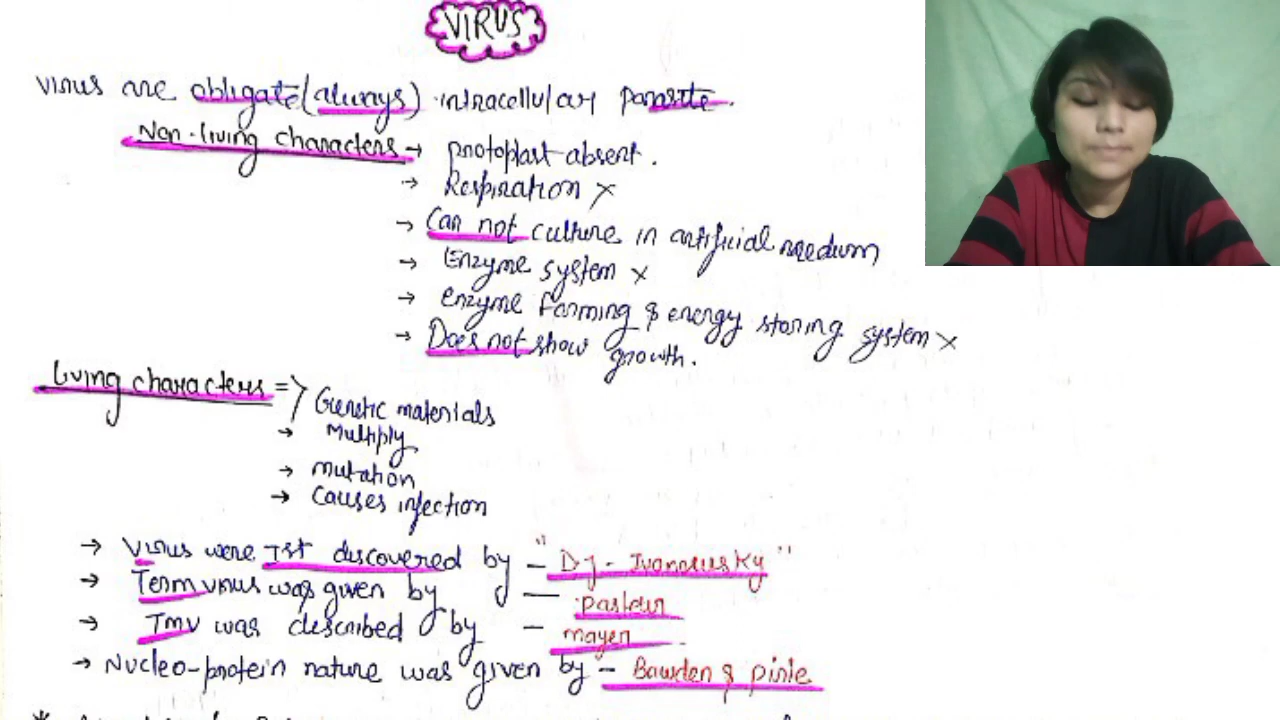 VIRUS
Virus are obligate (always) intracellular parasite.
Non-living characters → protoplast absent.
→ Respiration ×
→ Can not culture in artificial medium
→ Enzyme system ×
→ enzyme forming & energy storing system ×
→ Does not show growth.
Living characters => Genetic materials
→ Multiply
→ mutation
→ Causes infection
→ Virus were Ist discovered by - "DJ- Ivanowsky"
→ Term virus was given by — pasteur
→ Tmv was described by - mayer
→ Nucleo-protein nature was given by - Bawden & pirie